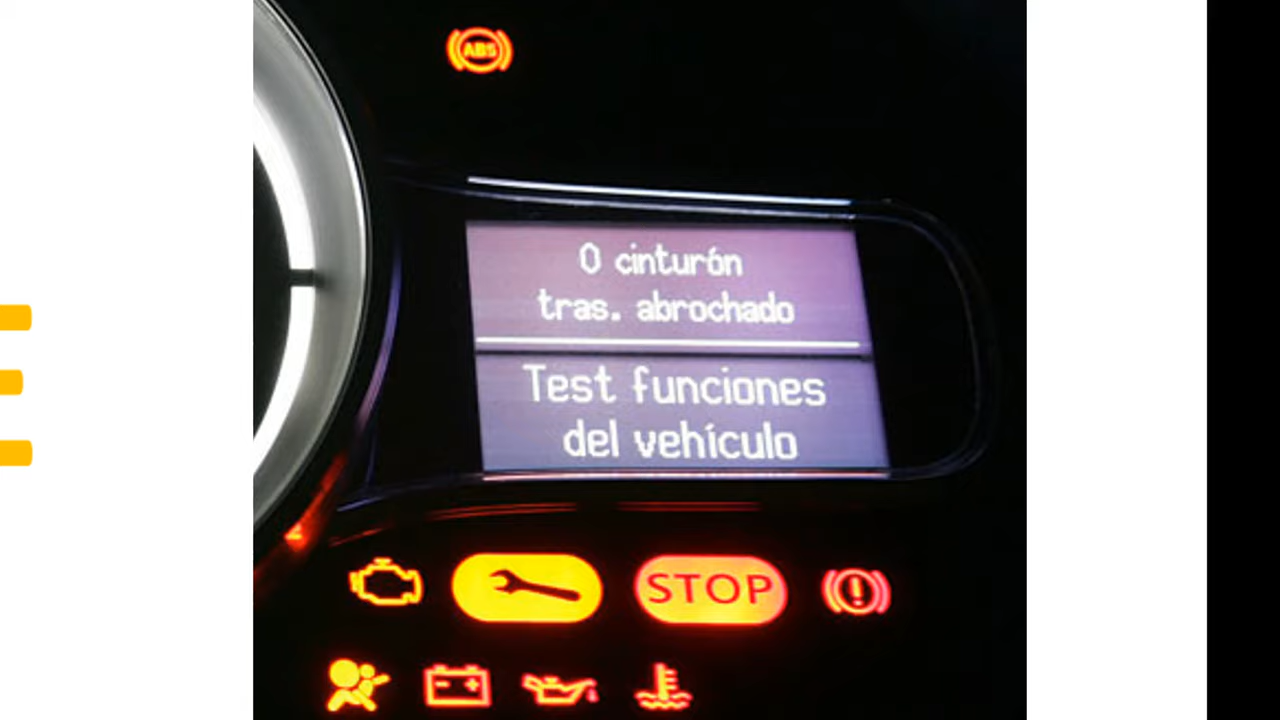 ABS
0 cinturón
tras. abrochado
Test funciones
del vehículo
STOP